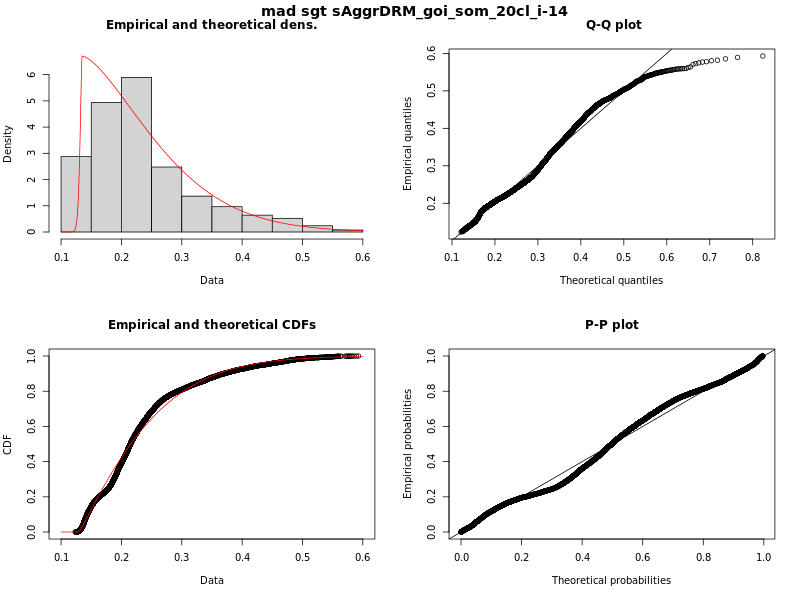 mad sgt sAggrDRM_goi_som_20cl_i-14
Empirical and theoretical dens.
Density
0 1 2 3 4 5 6
0.1 0.2 0.3 0.4 0.5 0.6
Data
Q-Q plot
Empirical quantiles
0.2 0.3 0.4 0.5 0.6
0.1 0.2 0.3 0.4 0.5 0.6 0.7 0.8
Theoretical quantiles
Empirical and theoretical CDFs
CDF
0.0 0.2 0.4 0.6 0.8 1.0
0.1 0.2 0.3 0.4 0.5 0.6
Data
P-P plot
Empirical probabilities
0.0 0.2 0.4 0.6 0.8 1.0
0.0 0.2 0.4 0.6 0.8 1.0
Theoretical probabilities